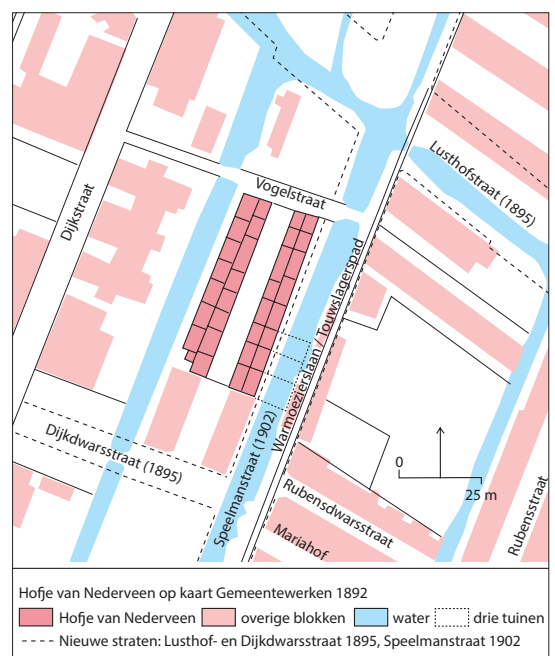 Lusthofstraat (1895)
Vogelstraat
Dijkstraat
Warmoezierslaan / Touwslagerspad
Dijkdwarsstraat (1895)
Speelmanstraat (1902)
0
25 m
Rubensdwarsstraat
Rubensstraat
Mariahof
Hofje van Nederveen op kaart Gemeentewerken 1892
Hofje van Nederveen overige blokken water drie tuinen
Nieuwe straten: Lusthof- en Dijkdwarsstraat 1895, Speelmanstraat 1902